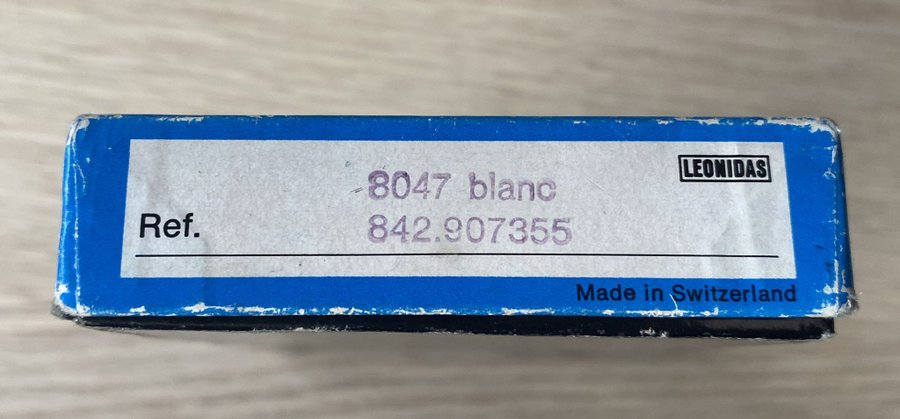 LEONIDAS
8047 blanc
Ref. 842.907355
Made in Switzerland